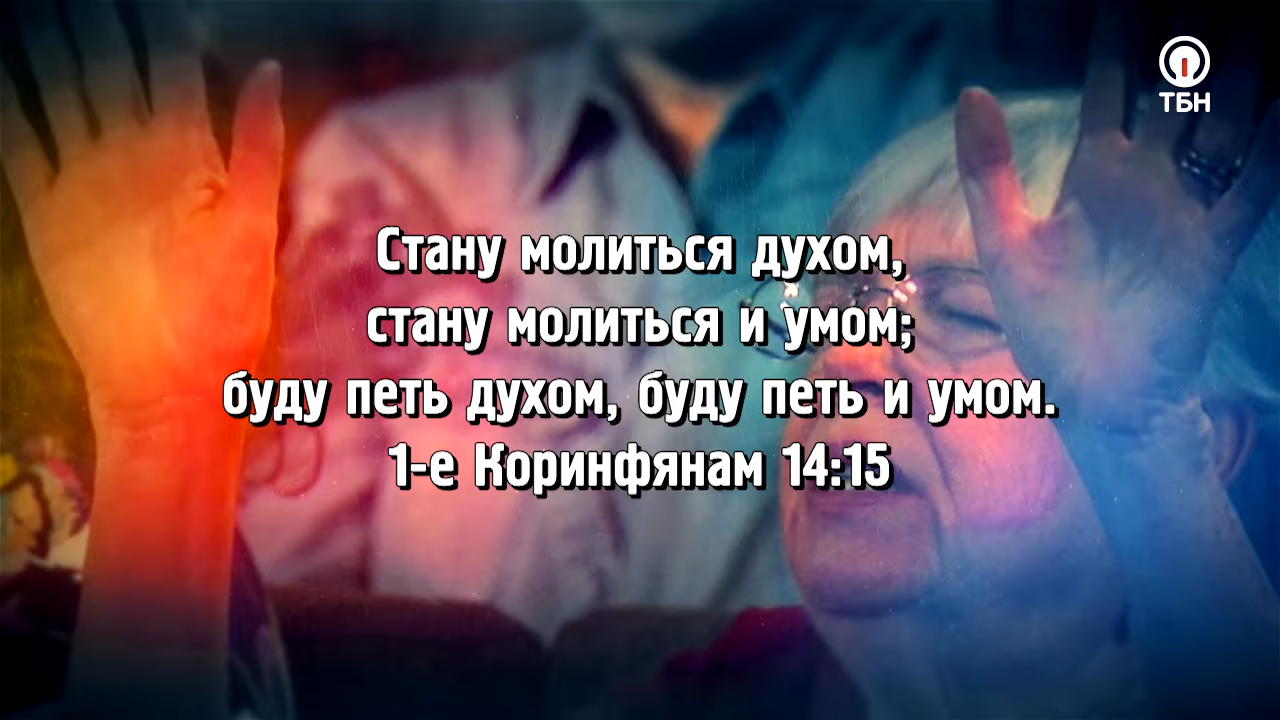 ТБН
Стану молиться духом,
стану молиться и умом;
буду петь духом, буду петь и умом.
1-е Коринфянам 14:15